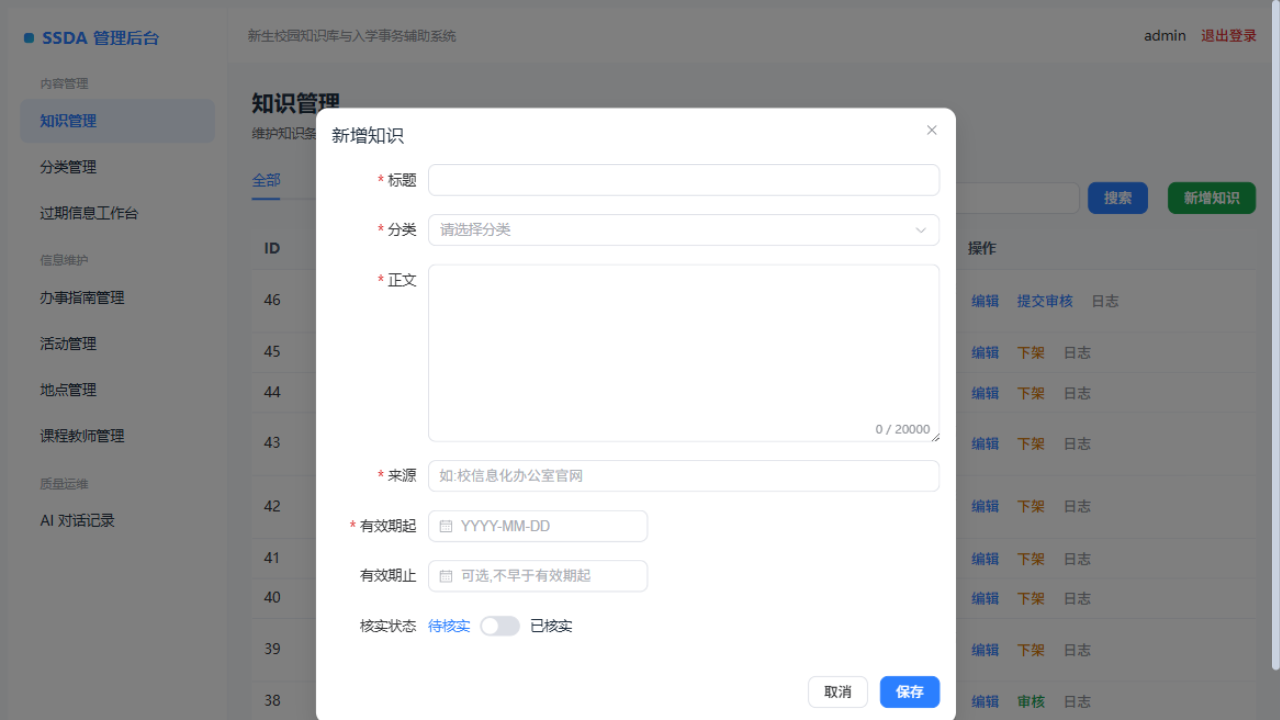 SSDA 管理后台
新生校园知识库与入学事务辅助系统
admin 退出登录
内容管理
知识管理
分类管理
过期信息工作台
信息维护
办事指南管理
活动管理
地点管理
课程教师管理
质量运维
AI 对话记录
知识管理
维护知识条
全部
搜索 新增知识
ID 操作
46 编辑 提交审核 日志
45 编辑 下架 日志
44 编辑 下架 日志
43 编辑 下架 日志
42 编辑 下架 日志
41 编辑 下架 日志
40 编辑 下架 日志
39 编辑 下架 日志
38 编辑 审核 日志
新增知识
* 标题
* 分类 请选择分类
* 正文
0 / 20000
* 来源 如:校信息化办公室官网
* 有效期起 YYYY-MM-DD
有效期止 可选,不早于有效期起
核实状态 待核实 已核实
取消 保存